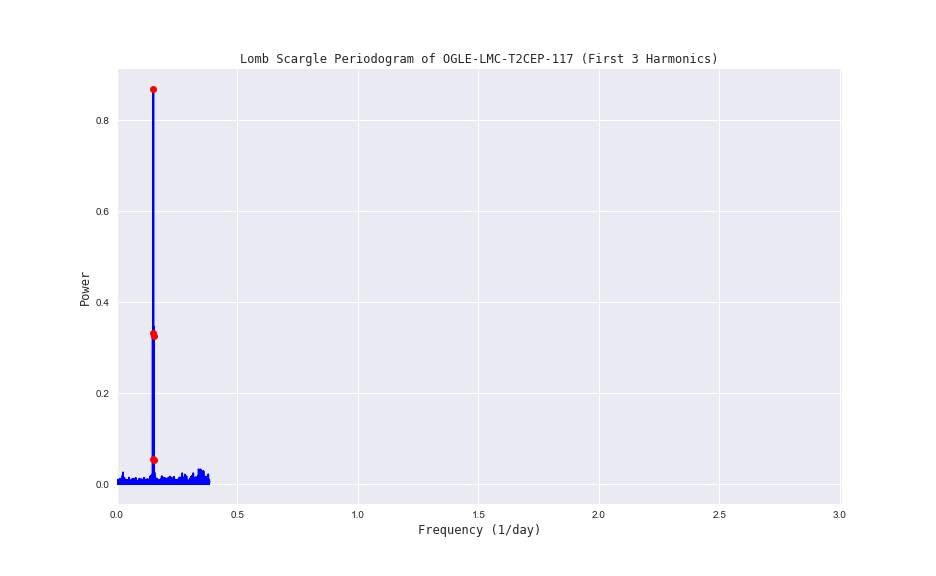 Lomb Scargle Periodogram of OGLE-LMC-T2CEP-117 (First 3 Harmonics)
0.8
0.6
0.4
0.2
0.0
Power
0.0 0.5 1.0 1.5 2.0 2.5 3.0
Frequency (1/day)